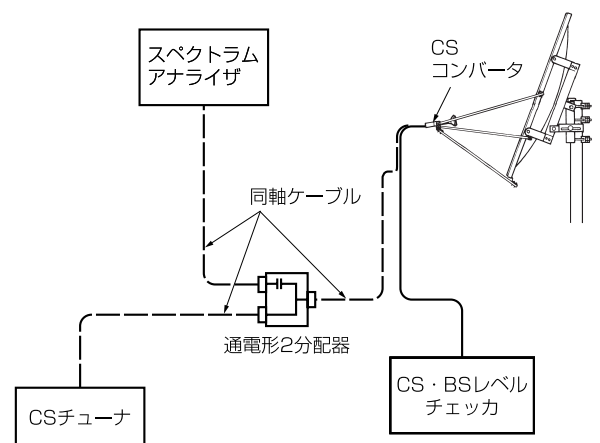 スペクトラム
アナライザ
CS
コンバータ
同軸ケーブル
通電形2分配器
CS・BSレベル
チェッカ
CSチューナ